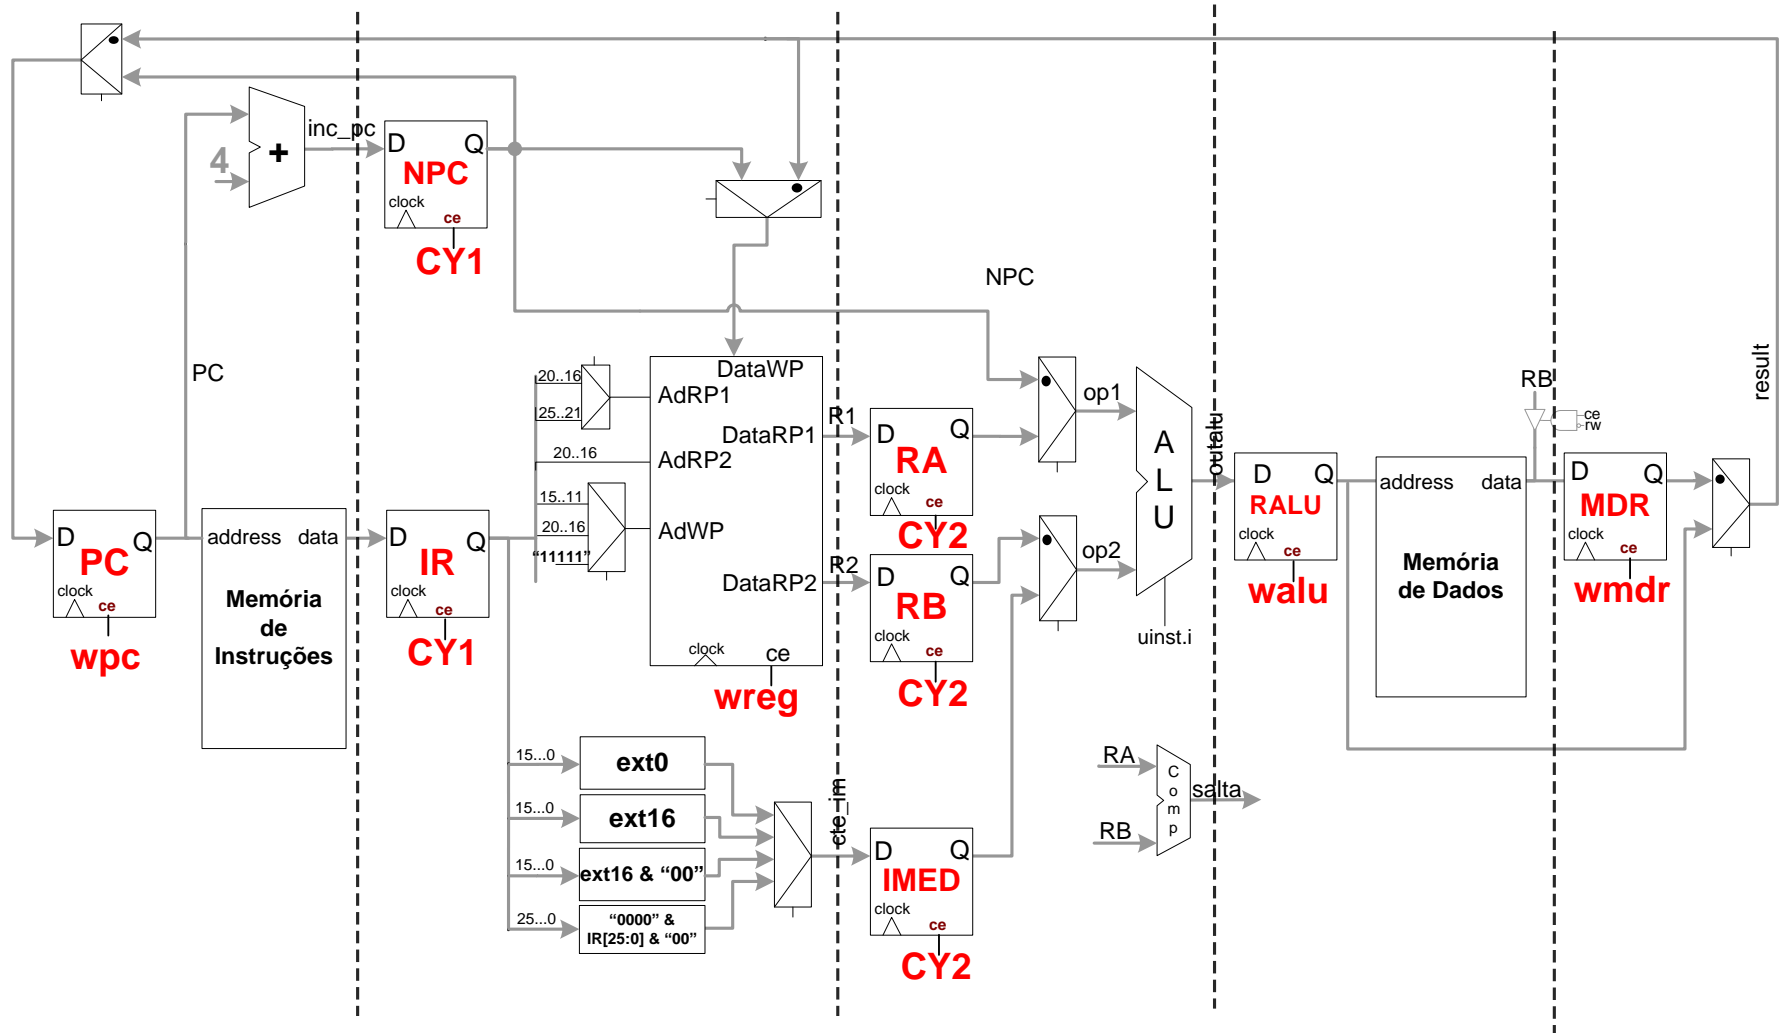 inc_pc
4
+
D
Q
NPC
clock
ce
CY1
NPC
PC
DataWP
20..16
AdRP1
25..21
DataRP1
20..16
AdRP2
15..11
20..16
AdWP
"11111"
DataRP2
clock
ce
wreg
D
Q
PC
clock
ce
wpc
address
data
Memória
de
Instruções
D
Q
IR
clock
ce
CY1
R1
D
Q
RA
clock
ce
CY2
R2
D
Q
RB
clock
ce
CY2
op1
op2
A
L
U
uinst.i
outalu
D
Q
RALU
clock
ce
walu
address
data
Memória
de Dados
RB
ce
rw
D
Q
MDR
clock
ce
wmdr
result
15...0
ext0
15...0
ext16
15...0
ext16 & “00”
25...0
“0000” &
IR[25:0] & “00”
cte_im
D
Q
IMED
clock
ce
CY2
RA
RB
C
o
m
p
salta